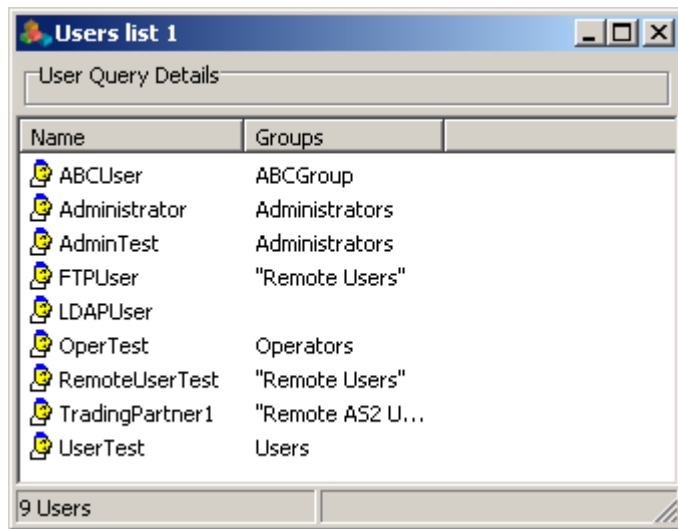 Users list 1
User Query Details
Name Groups
ABCUser ABCGroup
Administrator Administrators
AdminTest Administrators
FTPUser "Remote Users"
LDAPUser
OperTest Operators
RemoteUserTest "Remote Users"
TradingPartner1 "Remote AS2 U...
UserTest Users
9 Users